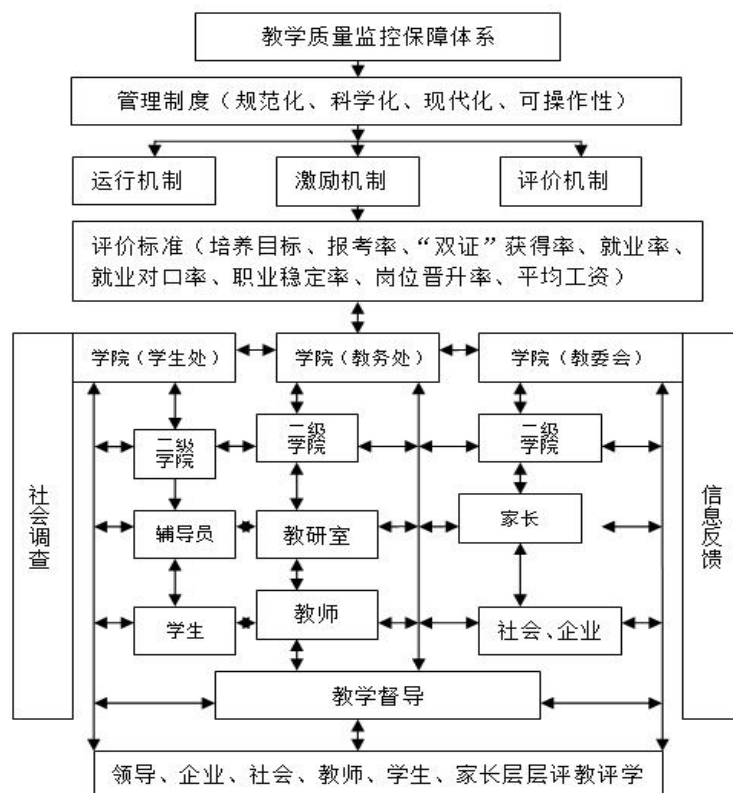 教学质量监控保障体系
管理制度（规范化、科学化、现代化、可操作性）
运行机制
激励机制
评价机制
评价标准（培养目标、报考率、“双证”获得率、就业率、
就业对口率、职业稳定率、岗位晋升率、平均工资）
社会调查
学院（学生处）
学院（教务处）
学院（教委会）
信息反馈
二级
学院
二级
学院
二级
学院
辅导员
教研室
家长
学生
教师
社会、企业
教学督导
领导、企业、社会、教师、学生、家长层层评教评学